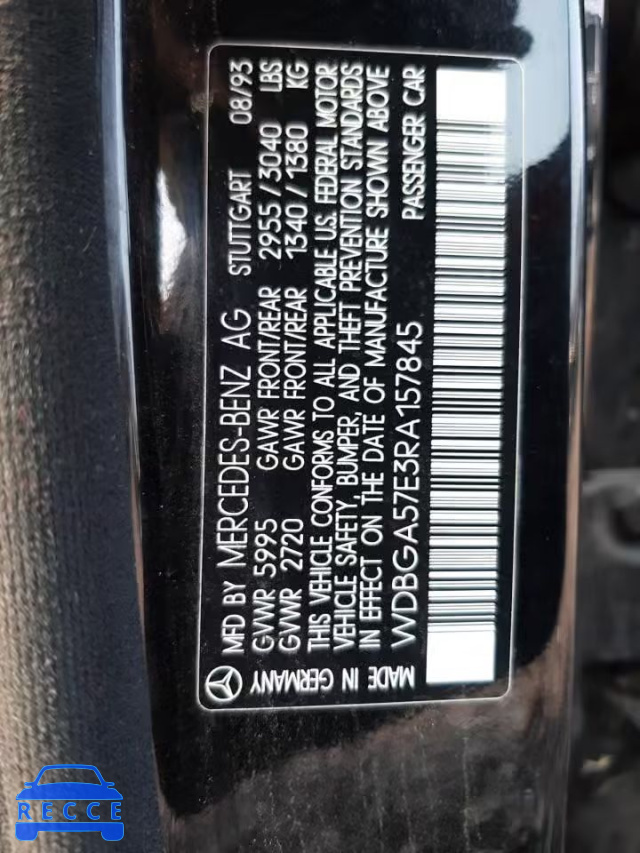 MFD BY MERCEDES-BENZ AG STUTTGART 08/93
GVWR 5995 GAWR FRONT/REAR 2955 / 3040 LBS
GVWR 2720 GAWR FRONT/REAR 1340 / 1380 KG
THIS VEHICLE CONFORMS TO ALL APPLICABLE U.S. FEDERAL MOTOR
VEHICLE SAFETY, BUMPER, AND THEFT PREVENTION STANDARDS
IN EFFECT ON THE DATE OF MANUFACTURE SHOWN ABOVE
MADE IN GERMANY WDBGA57E3RA157845 PASSENGER CAR
RECCE